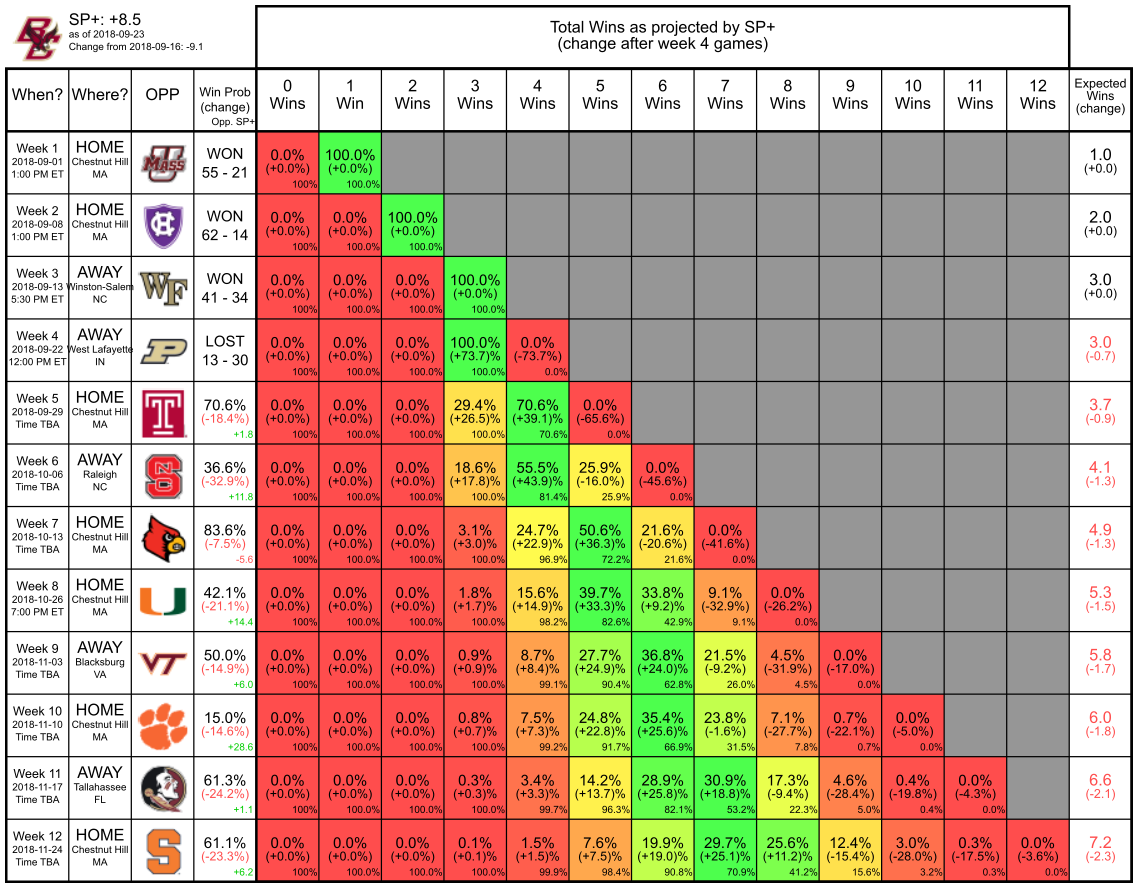 SP+: +8.5
as of 2018-09-23
Change from 2018-09-16: -9.1
Total Wins as projected by SP+
(change after week 4 games)
When? Where? OPP Win Prob (change) Opp. SP+ 0 Wins 1 Win 2 Wins 3 Wins 4 Wins 5 Wins 6 Wins 7 Wins 8 Wins 9 Wins 10 Wins 11 Wins 12 Wins Expected Wins (change)
Week 1 HOME WON 0.0% 100.0% 1.0
2018-09-01 Chestnut Hill MASS 55 - 21 (+0.0%) (+0.0%) (+0.0)
1:00 PM ET MA 100% 100.0%
Week 2 HOME WON 0.0% 0.0% 100.0% 2.0
2018-09-08 Chestnut Hill HC 62 - 14 (+0.0%) (+0.0)% (+0.0)% (+0.0)
1:00 PM ET MA 100% 100.0% 100.0%
Week 3 AWAY WON 0.0% 0.0% 0.0% 100.0% 3.0
2018-09-13 Winston-Salem WF 41 - 34 (+0.0%) (+0.0)% (+0.0)% (+0.0)% (+0.0)
5:30 PM ET NC 100% 100.0% 100.0% 100.0%
Week 4 AWAY LOST 0.0% 0.0% 0.0% 100.0% 0.0% 3.0
2018-09-22 West Lafayette P 13 - 30 (+0.0%) (+0.0)% (+0.0)% (+73.7)% (-73.7%) (-0.7)
12:00 PM ET IN 100% 100.0% 100.0% 100.0% 0.0%
Week 5 HOME 70.6% 0.0% 0.0% 0.0% 29.4% 70.6% 0.0% 3.7
2018-09-29 Chestnut Hill T (-18.4%) (+0.0%) (+0.0)% (+0.0)% (+26.5)% (+39.1)% (-65.6%) (-0.9)
Time TBA MA +1.8 100% 100.0% 100.0% 100.0% 70.6% 0.0%
Week 6 AWAY 36.6% 0.0% 0.0% 0.0% 18.6% 55.5% 25.9% 0.0% 4.1
2018-10-06 Raleigh NCS (-32.9%) (+0.0%) (+0.0)% (+0.0)% (+17.8)% (+43.9)% (-16.0)% (-45.6%) (-1.3)
Time TBA NC +11.8 100% 100.0% 100.0% 100.0% 81.4% 25.9% 0.0%
Week 7 HOME 83.6% 0.0% 0.0% 0.0% 3.1% 24.7% 50.6% 21.6% 0.0% 4.9
2018-10-13 Chestnut Hill (-7.5%) (+0.0%) (+0.0)% (+0.0)% (+3.0)% (+22.9)% (+36.3)% (-20.6)% (-41.6%) (-1.3)
Time TBA MA -5.6 100% 100.0% 100.0% 100.0% 96.9% 72.2% 21.6% 0.0%
Week 8 HOME 42.1% 0.0% 0.0% 0.0% 1.8% 15.6% 39.7% 33.8% 9.1% 0.0% 5.3
2018-10-26 Chestnut Hill U (-21.1%) (+0.0%) (+0.0)% (+0.0)% (+1.7)% (+14.9)% (+33.3)% (+9.2)% (-32.9)% (-26.2%) (-1.5)
7:00 PM ET MA +14.4 100% 100.0% 100.0% 100.0% 98.2% 82.6% 42.9% 9.1% 0.0%
Week 9 AWAY 50.0% 0.0% 0.0% 0.0% 0.9% 8.7% 27.7% 36.8% 21.5% 4.5% 0.0% 5.8
2018-11-03 Blacksburg VT (-14.9%) (+0.0%) (+0.0)% (+0.0)% (+0.9)% (+8.4)% (+24.9)% (+24.0)% (-9.2)% (-31.9)% (-17.0%) (-1.7)
Time TBA VA +6.0 100% 100.0% 100.0% 100.0% 99.1% 90.4% 62.8% 26.0% 4.5% 0.0%
Week 10 HOME 15.0% 0.0% 0.0% 0.0% 0.8% 7.5% 24.8% 35.4% 23.8% 7.1% 0.7% 0.0% 6.0
2018-11-10 Chestnut Hill (-14.6%) (+0.0%) (+0.0)% (+0.0)% (+0.7)% (+7.3)% (+22.8)% (+25.6)% (-1.6)% (-27.7)% (-22.1)% (-5.0%) (-1.8)
Time TBA MA +28.6 100% 100.0% 100.0% 100.0% 99.2% 91.7% 66.9% 31.5% 7.8% 0.7% 0.0%
Week 11 AWAY 61.3% 0.0% 0.0% 0.0% 0.3% 3.4% 14.2% 28.9% 30.9% 17.3% 4.6% 0.4% 0.0% 6.6
2018-11-17 Tallahassee (-24.2%) (+0.0%) (+0.0)% (+0.0)% (+0.3)% (+3.3)% (+13.7)% (+25.8)% (+18.8)% (-9.4)% (-28.4)% (-19.8)% (-4.3%) (-2.1)
Time TBA FL +1.1 100% 100.0% 100.0% 100.0% 99.7% 96.3% 82.1% 53.2% 22.3% 5.0% 0.4% 0.0%
Week 12 HOME 61.1% 0.0% 0.0% 0.0% 0.1% 1.5% 7.6% 19.9% 29.7% 25.6% 12.4% 3.0% 0.3% 0.0% 7.2
2018-11-24 Chestnut Hill S (-23.3%) (+0.0%) (+0.0)% (+0.0)% (+0.1)% (+1.5)% (+7.5)% (+19.0)% (+25.1)% (+11.2)% (-15.4)% (-28.0)% (-17.5)% (-3.6%) (-2.3)
Time TBA MA +6.2 100% 100.0% 100.0% 100.0% 99.9% 98.4% 90.8% 70.9% 41.2% 15.6% 3.2% 0.3% 0.0%